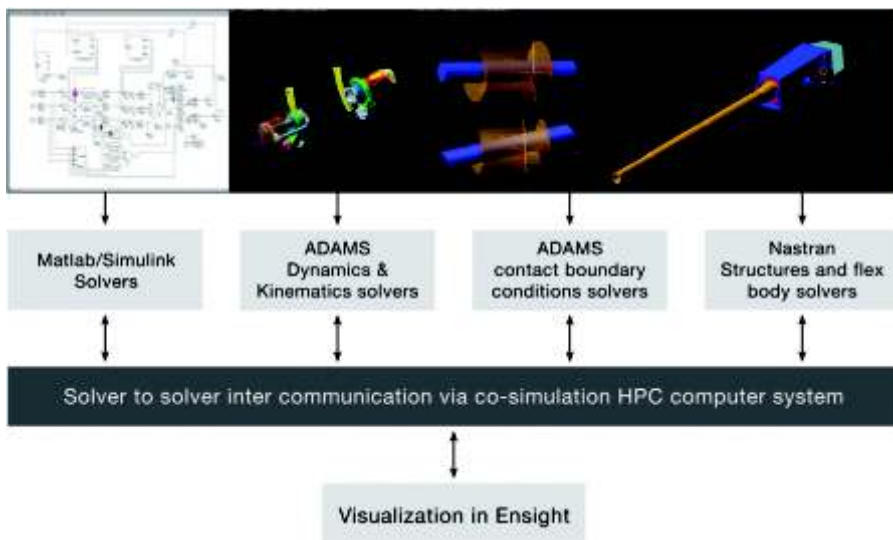 Matlab/Simulink
Solvers
ADAMS
Dynamics &
Kinematics solvers
ADAMS
contact boundary
conditions solvers
Nastran
Structures and flex
body solvers
Solver to solver inter communication via co-simulation HPC computer system
Visualization in Ensight